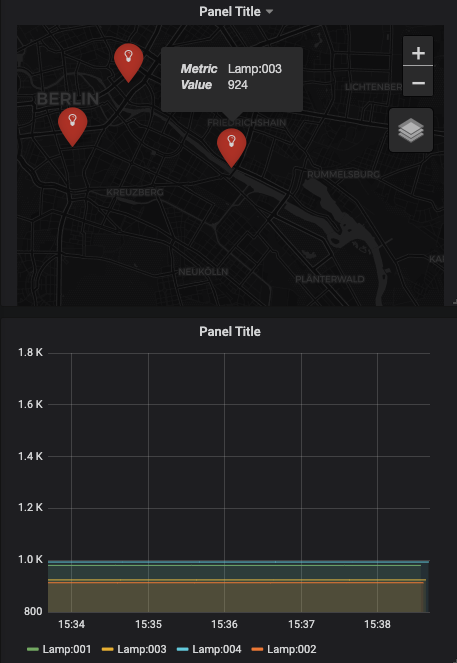 Panel Title
Metric Lamp:003
Value 924
+
−
BERLIN
LICHTENBER
FRIEDRICHSHAIN
RUMMELSBURG
KREUZBERG
KA
NEUKÖLLN
PLÄNTERWALD
Panel Title
1.8 K
1.6 K
1.4 K
1.2 K
1.0 K
800
15:34 15:35 15:36 15:37 15:38
Lamp:001 Lamp:003 Lamp:004 Lamp:002